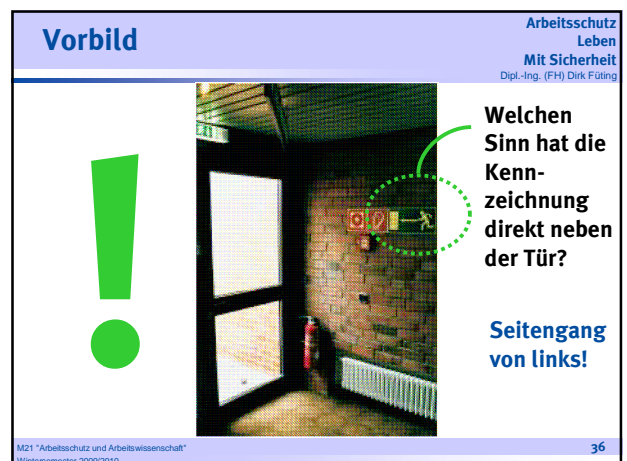 Vorbild
Arbeitsschutz
Leben
Mit Sicherheit
Dipl.-Ing. (FH) Dirk Füting
!
Welchen
Sinn hat die
Kenn-
zeichnung
direkt neben
der Tür?
Seitengang
von links!
M21 "Arbeitsschutz und Arbeitswissenschaft"
36
Wintersemester 2009/2010